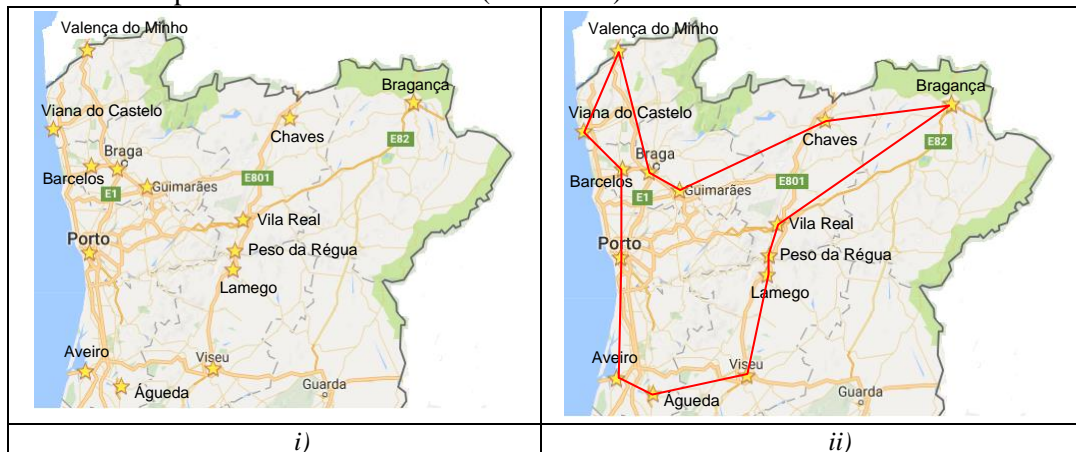 Valença do Minho
Bragança
Viana do Castelo
Chaves
E82
Braga
Barcelos
E1
Guimarães
E801
Vila Real
Porto
Peso da Régua
Lamego
Aveiro
Viseu
Guarda
Águeda
i)
Valença do Minho
Bragança
Viana do Castelo
Chaves
E82
Braga
Barcelos
E1
Guimarães
E801
Vila Real
Porto
Peso da Régua
Lamego
Aveiro
Viseu
Guarda
Águeda
ii)